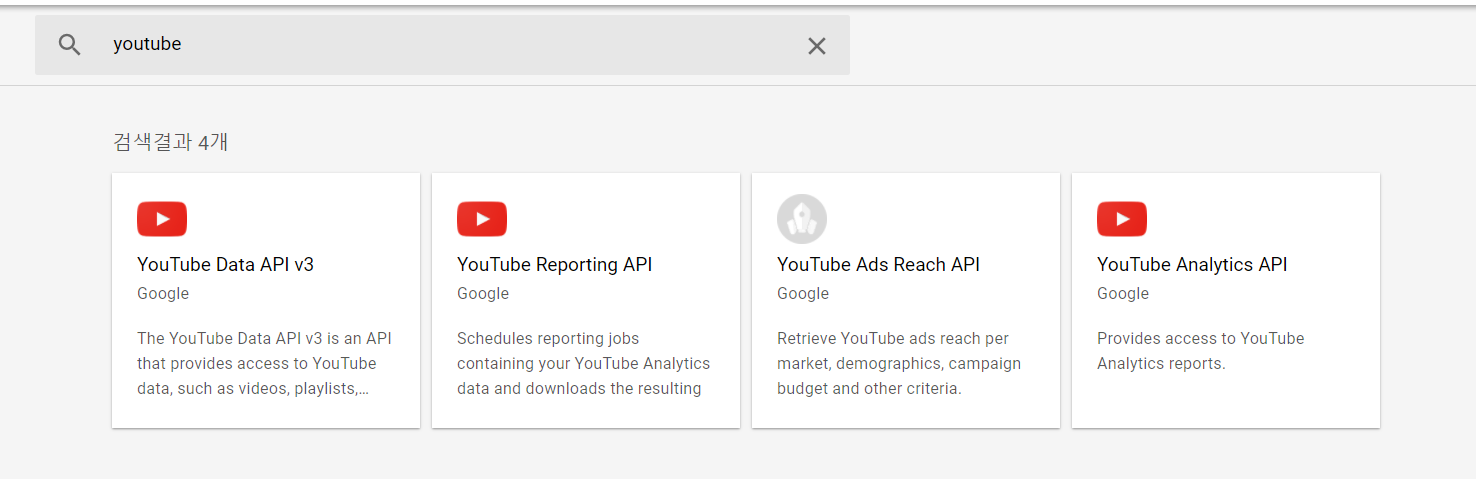 youtube
검색결과 4개
YouTube Data API v3
Google
The YouTube Data API v3 is an API
that provides access to YouTube
data, such as videos, playlists,…
YouTube Reporting API
Google
Schedules reporting jobs
containing your YouTube Analytics
data and downloads the resulting
YouTube Ads Reach API
Google
Retrieve YouTube ads reach per
market, demographics, campaign
budget and other criteria.
YouTube Analytics API
Google
Provides access to YouTube
Analytics reports.